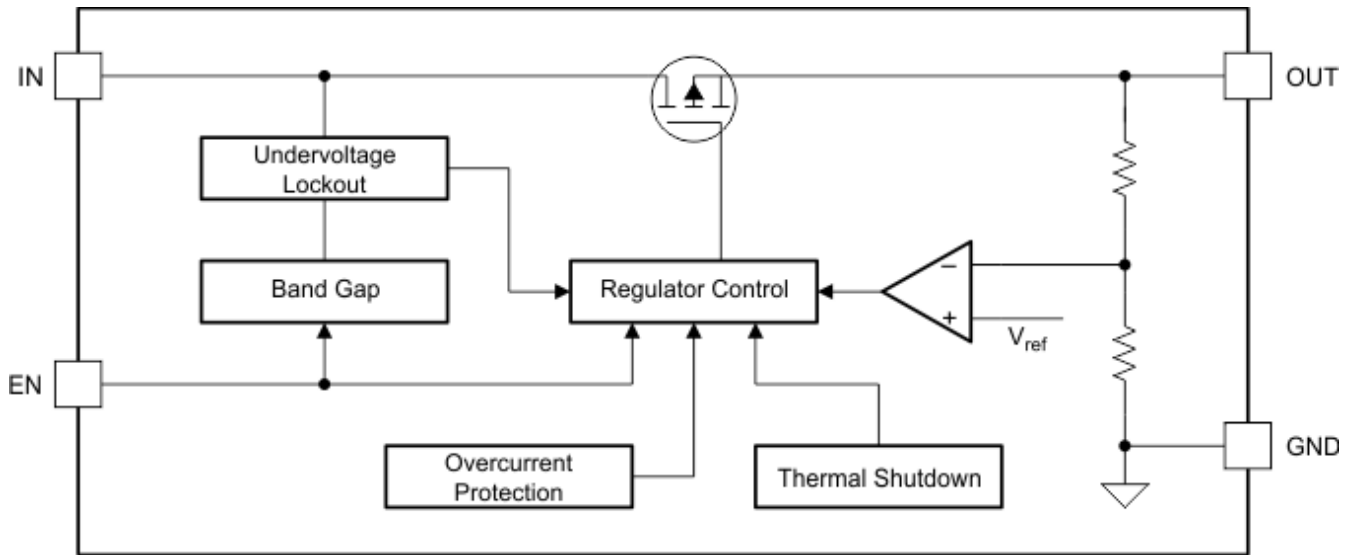 IN
OUT
Undervoltage
Lockout
Band Gap
Regulator Control
−
+
Vref
EN
GND
Overcurrent
Protection
Thermal Shutdown